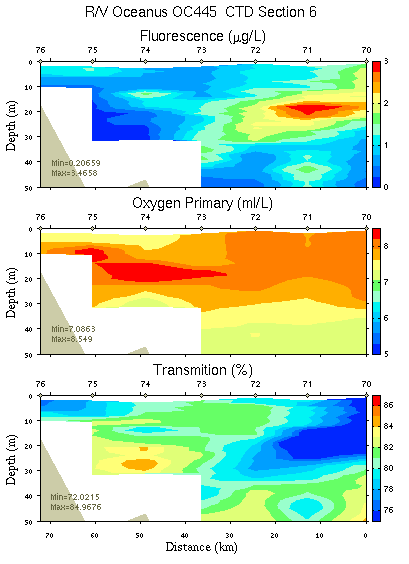 R/V Oceanus OC445 CTD Section 6
Fluorescence (µg/L)
76 75 74 73 72 71 70
Depth (m)
0
10
20
30
40
50
Min=0.20659
Max=3.4658
3
2
1
0
Oxygen Primary (ml/L)
76 75 74 73 72 71 70
Depth (m)
0
10
20
30
40
50
Min=7.0863
Max=8.549
8
7
6
5
Transmition (%)
76 75 74 73 72 71 70
Depth (m)
0
10
20
30
40
50
Min=72.0215
Max=84.9676
86
84
82
80
78
76
70 60 50 40 30 20 10 0
Distance (km)